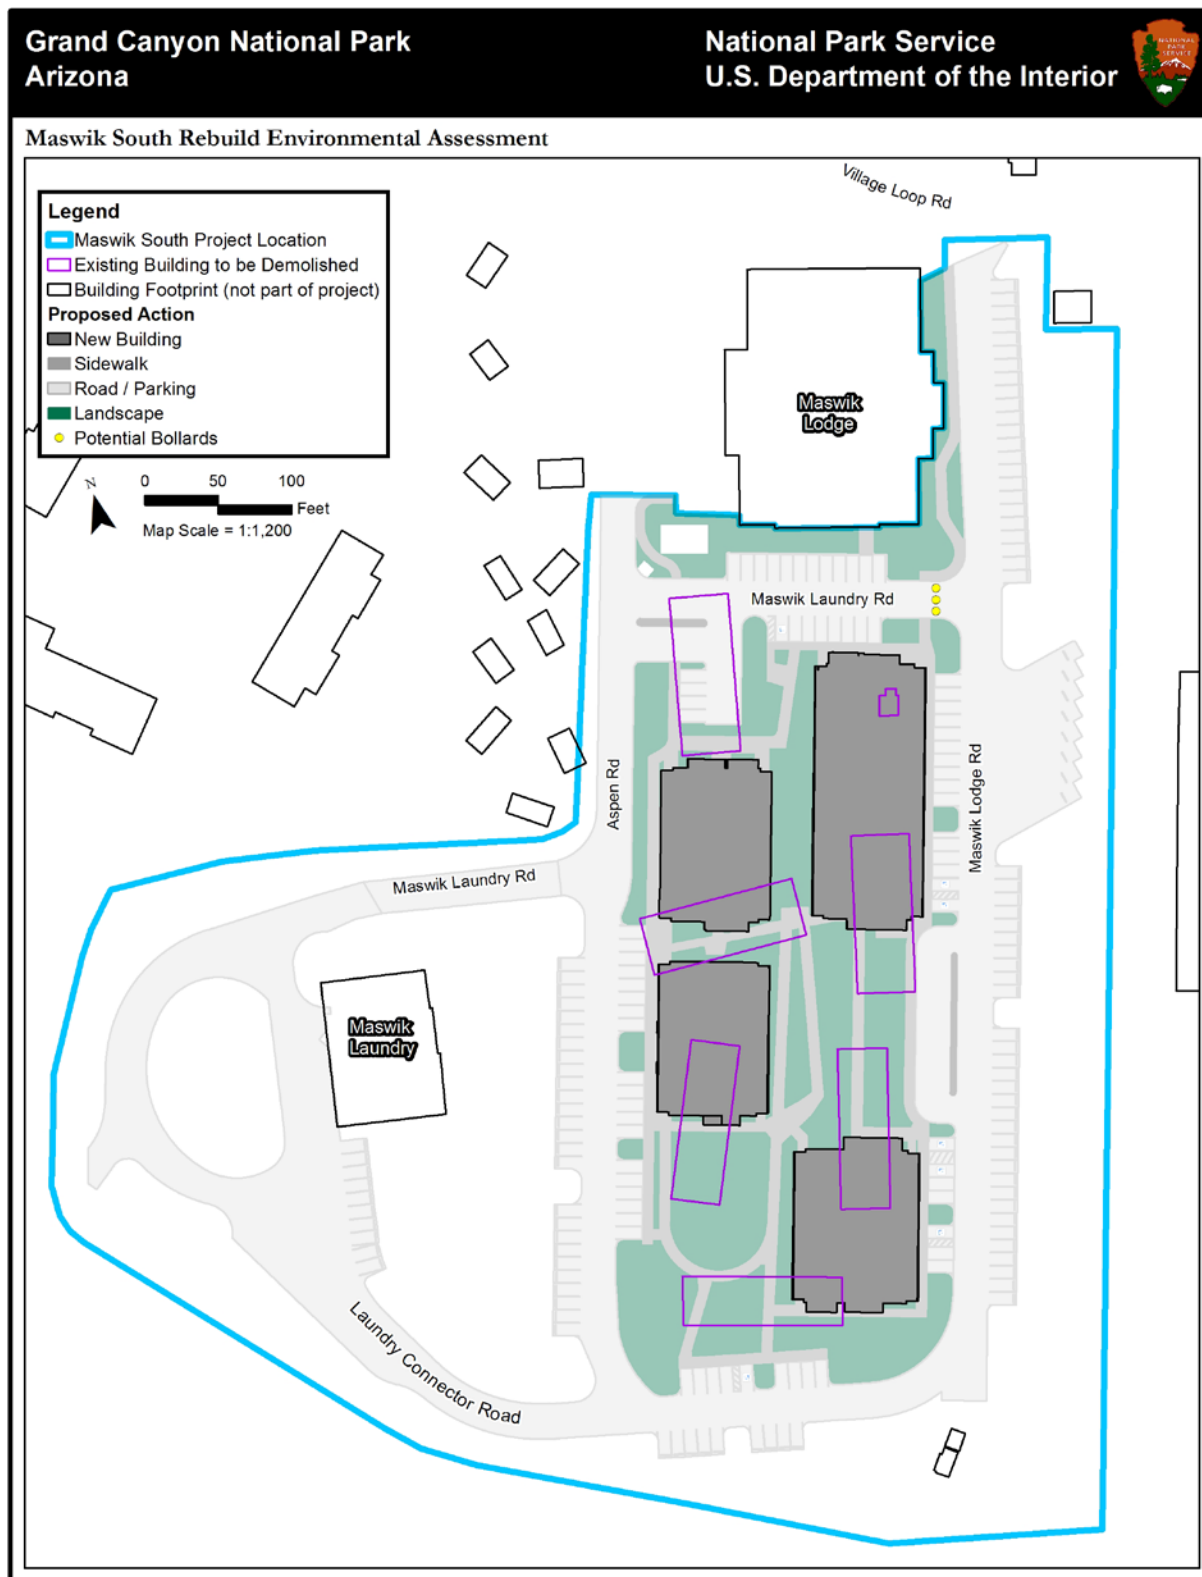 Grand Canyon National Park
Arizona
National Park Service
U.S. Department of the Interior
NATIONAL
PARK
SERVICE
Maswik South Rebuild Environmental Assessment
Village Loop Rd
Legend
Maswik South Project Location
Existing Building to be Demolished
Building Footprint (not part of project)
Proposed Action
New Building
Sidewalk
Road / Parking
Landscape
Potential Bollards
N
0 50 100
Feet
Map Scale = 1:1,200
Maswik
Lodge
Maswik Laundry Rd
Aspen Rd
Maswik Lodge Rd
Maswik Laundry Rd
Maswik
Laundry
Laundry Connector Road